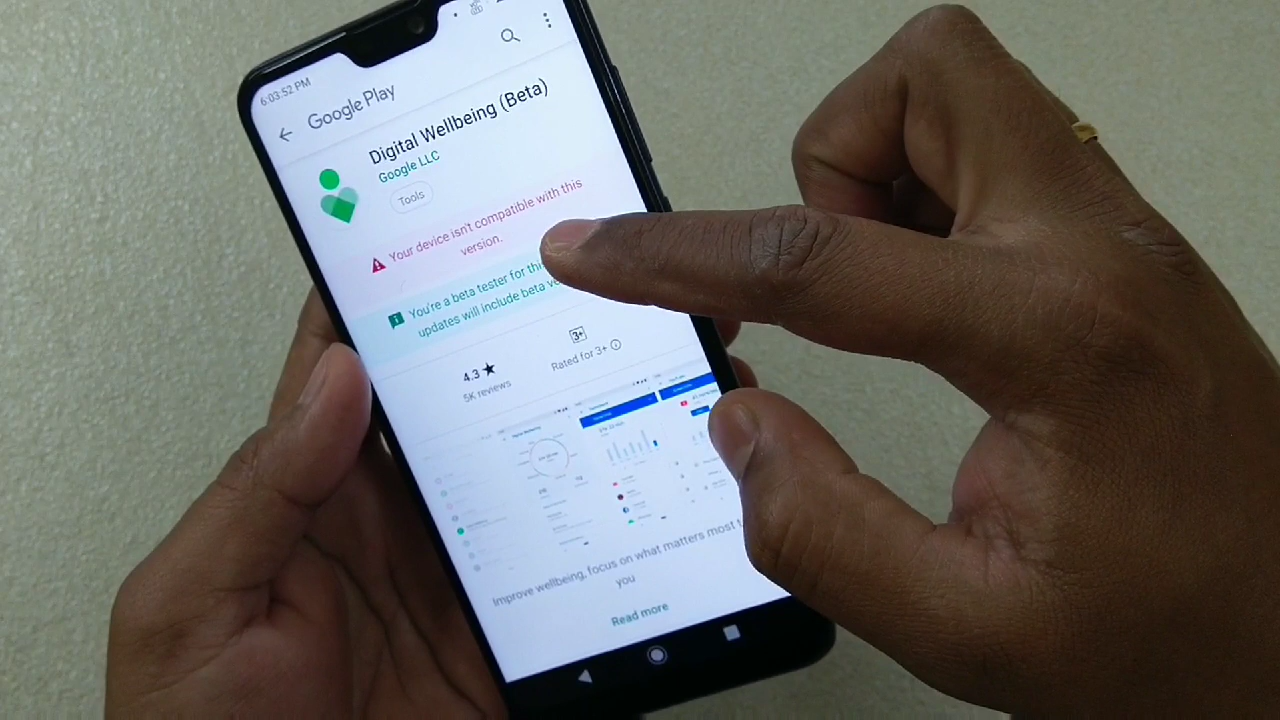 6:03:52 PM
Google Play
Digital Wellbeing (Beta)
Google LLC
Tools
Your device isn't compatible with this
version.
You're a beta tester for
updates will include beta
4.3 ★
5K reviews
3+
Rated for 3+
Improve wellbeing, focus on what matters most
you
Read more